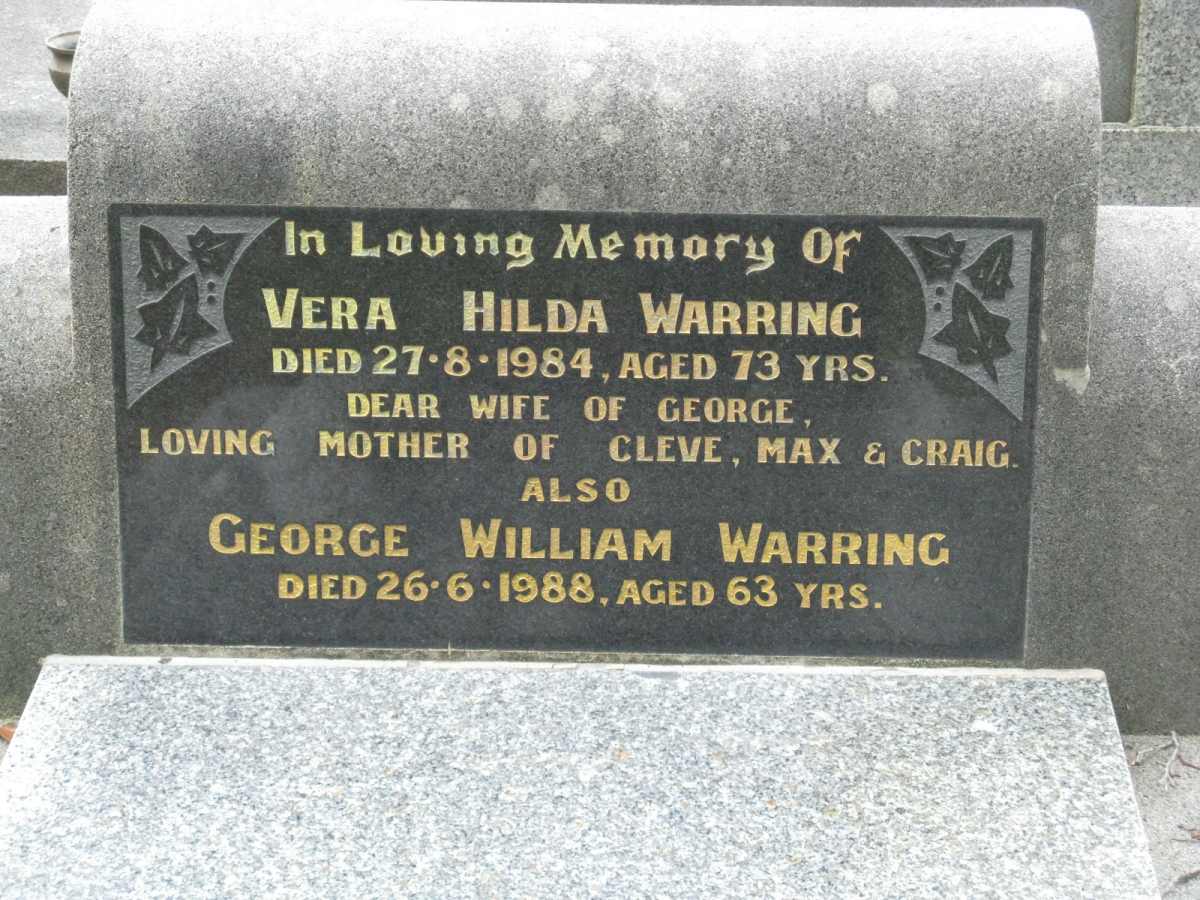 In Loving Memory Of
VERA HILDA WARRING
DIED 27·8·1984, AGED 73 YRS.
DEAR WIFE OF GEORGE,
LOVING MOTHER OF CLEVE, MAX & CRAIG.
ALSO
GEORGE WILLIAM WARRING
DIED 26·6·1988, AGED 63 YRS.